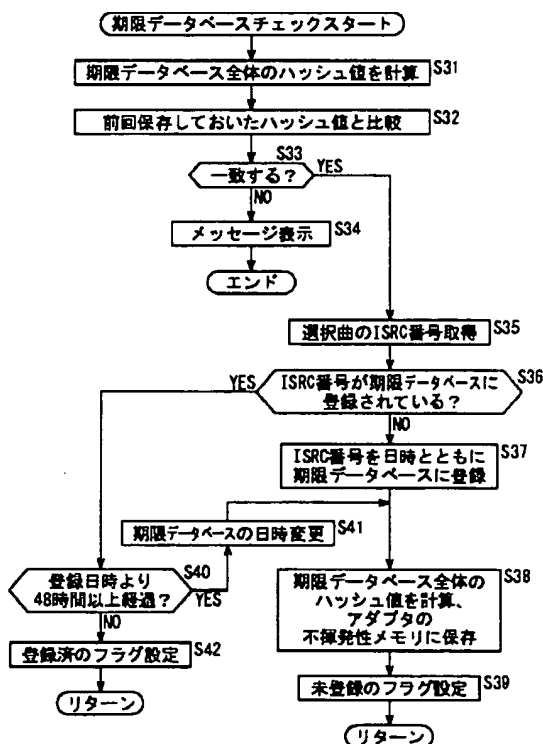 期限データベースチェックスタート
期限データベース全体のハッシュ値を計算 S31
前回保存しておいたハッシュ値と比較 S32
S33
一致する? YES
NO
メッセージ表示 S34
エンド
選択曲のISRC番号取得 S35
YES ISRC番号が期限データベースに S36
登録されている?
NO
ISRC番号を日時とともに S37
期限データベースに登録
期限データベースの日時変更 S41
登録日時より S40
48時間以上経過? YES
NO
登録済のフラグ設定 S42
リターン
期限データベース全体の S38
ハッシュ値を計算、
アダプタの
不揮発性メモリに保存
未登録のフラグ設定 S39
リターン